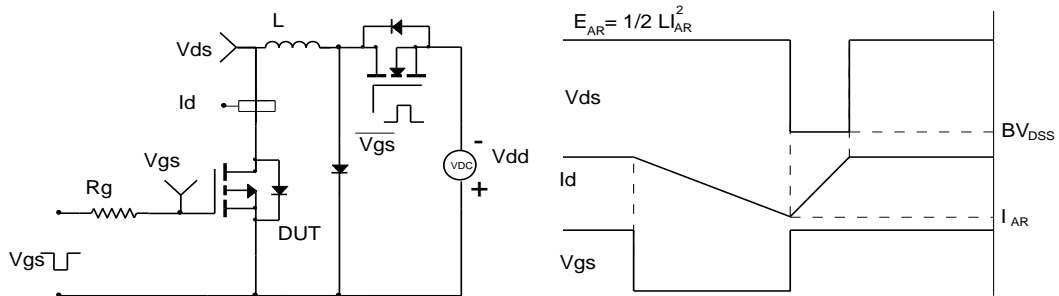 L
Vds
Id
Vgs
Vgs
Rg
DUT
Vgs
VDC
-
+
Vdd
E_AR = 1/2 LI_AR^2
Vds
BV_DSS
Id
I_AR
Vgs